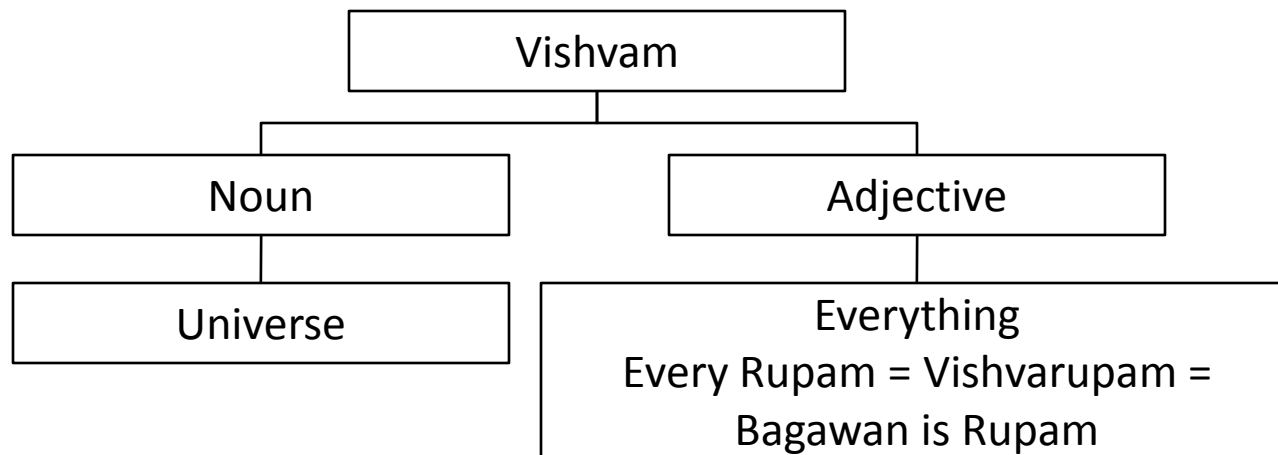 Vishvam
Noun
Adjective
Universe
Everything
Every Rupam = Vishvarupam =
Bagawan is Rupam